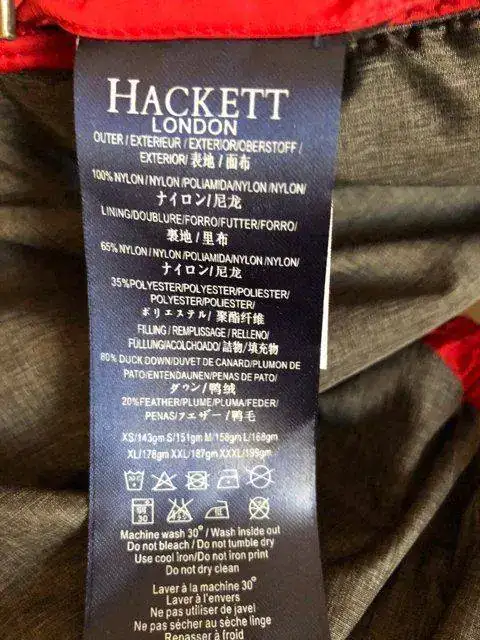 HACKETT
LONDON
OUTER / EXTERIEUR / EXTERIOR/OBERSTOFF /
EXTERIOR/表地 / 面布
100% NYLON / NYLON /POLIAMIDA/NYLON /NYLON/
ナイロン/ 尼龙
LINING/DOUBLURE/FORRO/FUTTER/FORRO/
裏地 / 里布
65% NYLON / NYLON /POLIAMIDA/NYLON /NYLON/
ナイロン/ 尼龙
35%POLYESTER/POLYESTER/POLIESTER/
POLYESTER/POLIESTER/
ポリエステル/ 聚酯纤维
FILLING / REMPLISSAGE / RELLENO/
FÜLLUNG/ACOLCHOADO/ 詰物/填充物
80% DUCK DOWN/DUVET DE CANARD/PLUMON DE
PATO/ENTENDAUNEN/PENAS DE PATO/
ダウン/鸭绒
20%FEATHER/PLUME/PLUMA/FEDER/
PENAS/フェザー /鸭毛
XS/143gm S/151gm M/158gm L/168gm
XL/178gm XXL/187gm XXXL/199gm
30
Machine wash 30° / Wash inside out
Do not bleach / Do not tumble dry
Use cool iron/Do not iron print
Do not dry clean
Laver à la machine 30°
Laver à l'envers
Ne pas utiliser de javel
Ne pas sécher au sèche linge
Repasser à froid